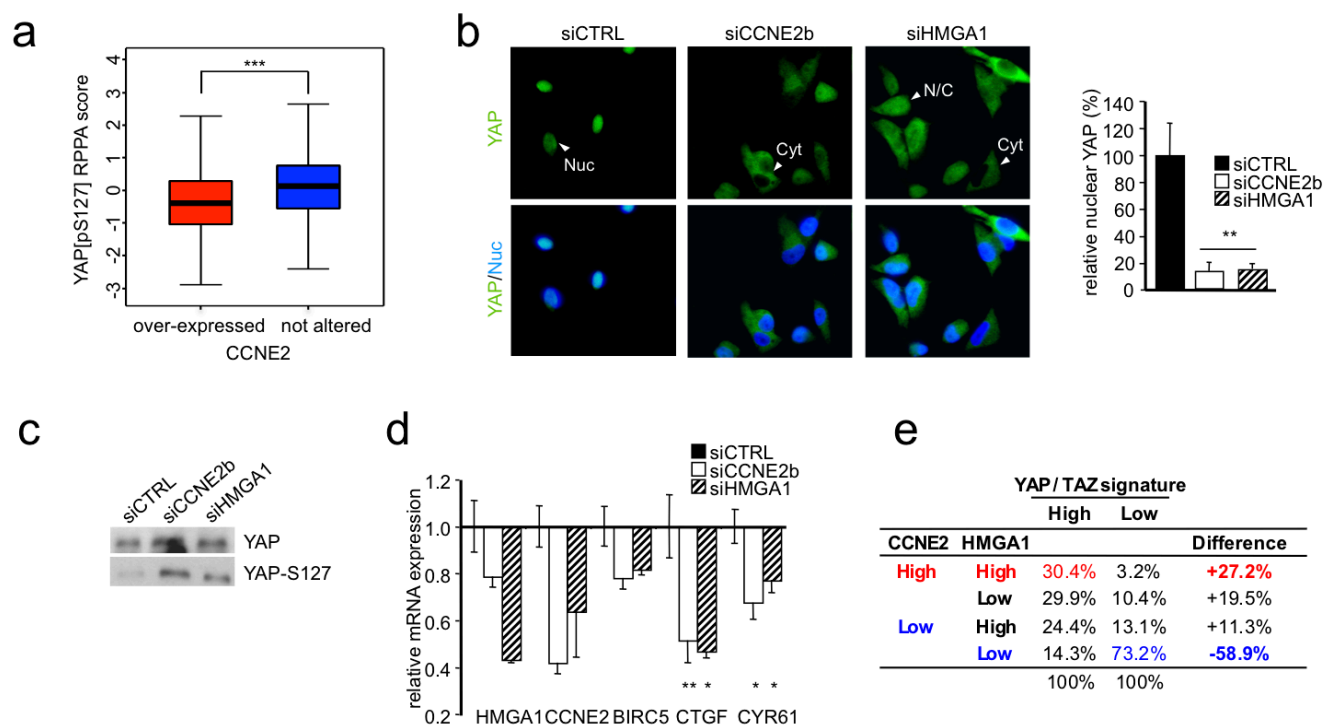 a
YAP[pS127] RPPA score
4
3
2
1
0
-1
-2
-3
***
over-expressed not altered
CCNE2
b
siCTRL siCCNE2b siHMGA1
YAP
Nuc
Cyt
N/C
Cyt
YAP/Nuc
relative nuclear YAP (%)
140
120
100
80
60
40
20
0
siCTRL
siCCNE2b
siHMGA1
**
c
siCTRL siCCNE2b siHMGA1
YAP
YAP-S127
d
siCTRL
siCCNE2b
siHMGA1
relative mRNA expression
1.2
1.0
0.8
0.6
0.4
0.2
** * * *
HMGA1 CCNE2 BIRC5 CTGF CYR61
e
YAP/TAZ signature
High Low
CCNE2 HMGA1 Difference
High High 30.4% 3.2% +27.2%
Low 29.9% 10.4% +19.5%
Low High 24.4% 13.1% +11.3%
Low 14.3% 73.2% -58.9%
100% 100%